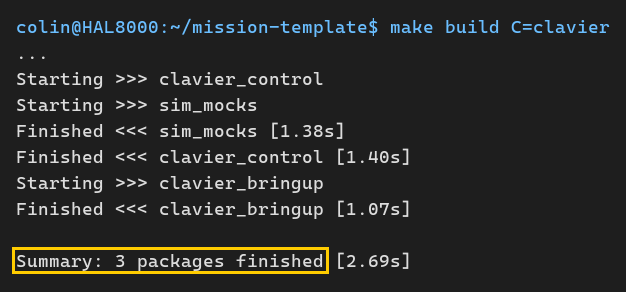 colin@HAL8000:~/mission-template$ make build C=clavier
...
Starting >>> clavier_control
Starting >>> sim_mocks
Finished <<< sim_mocks [1.38s]
Finished <<< clavier_control [1.40s]
Starting >>> clavier_bringup
Finished <<< clavier_bringup [1.07s]
Summary: 3 packages finished [2.69s]